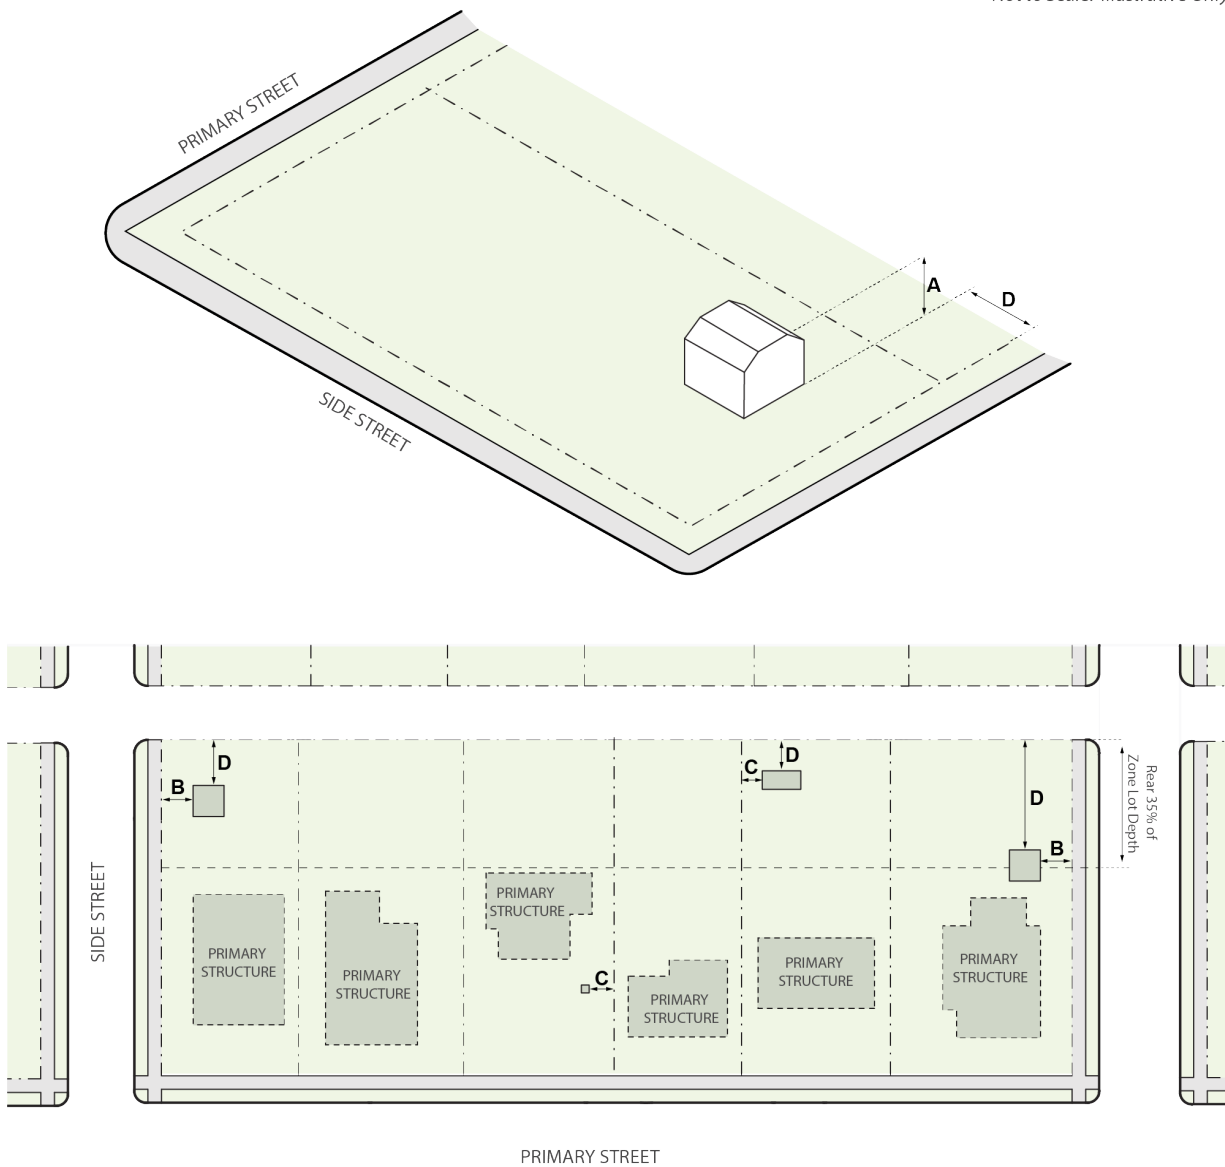 Not to Scale. Illustrative Only
PRIMARY STREET
A
D
SIDE STREET
D
B
D
C
D
B
Rear 35% of
Zone Lot Depth
SIDE STREET
PRIMARY
STRUCTURE
PRIMARY
STRUCTURE
PRIMARY
STRUCTURE
C
PRIMARY
STRUCTURE
PRIMARY
STRUCTURE
PRIMARY
STRUCTURE
PRIMARY STREET